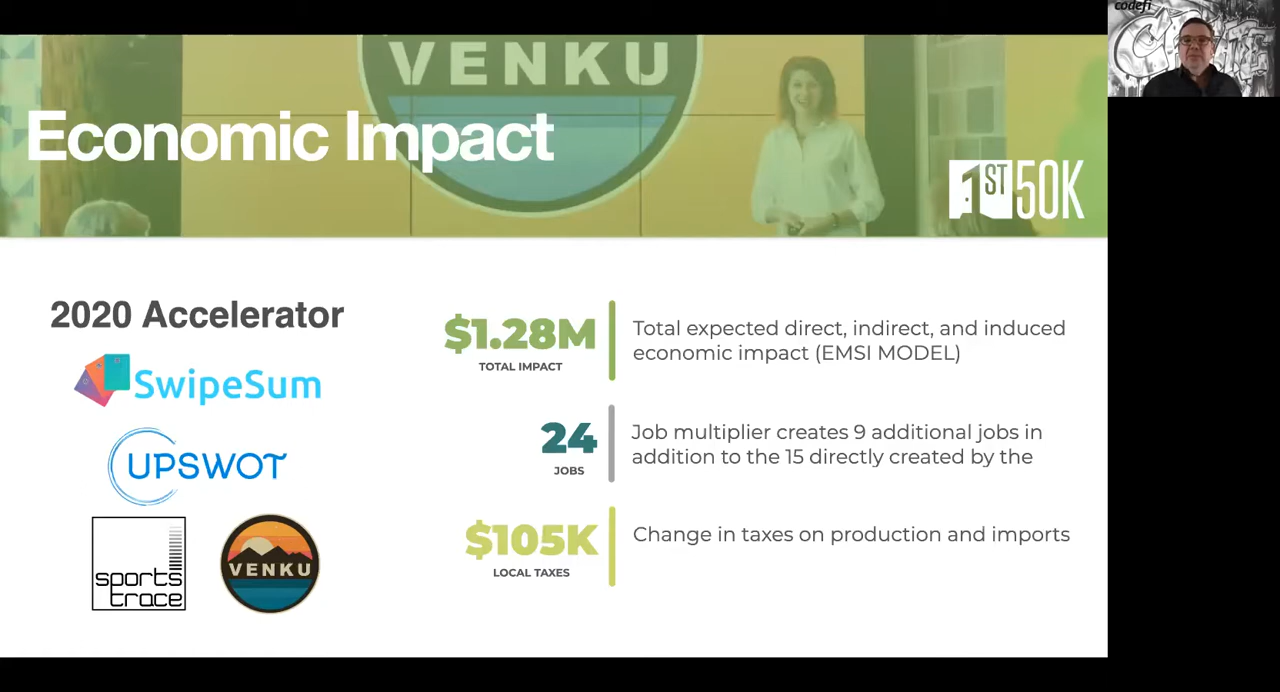 codefi
CREATE
VENKU
Economic Impact
1ST50K
2020 Accelerator
SwipeSum
UPSWOT
sports
trace
VENKU
$1.28M
TOTAL IMPACT
Total expected direct, indirect, and induced
economic impact (EMSI MODEL)
24
JOBS
Job multiplier creates 9 additional jobs in
addition to the 15 directly created by the
$105K
LOCAL TAXES
Change in taxes on production and imports